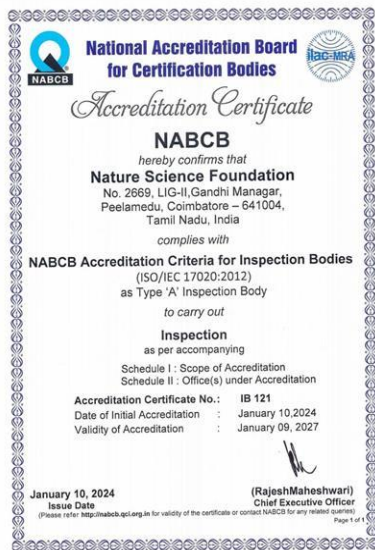 National Accreditation Board
for Certification Bodies
NABCB
ilac-MRA
Accreditation Certificate
NABCB
hereby confirms that
Nature Science Foundation
No. 2669, LIG-II,Gandhi Managar,
Peelamedu, Coimbatore – 641004,
Tamil Nadu, India
complies with
NABCB Accreditation Criteria for Inspection Bodies
(ISO/IEC 17020:2012)
as Type 'A' Inspection Body
to carry out
Inspection
as per accompanying
Schedule I : Scope of Accreditation
Schedule II : Office(s) under Accreditation
Accreditation Certificate No.: IB 121
Date of Initial Accreditation : January 10,2024
Validity of Accreditation : January 09, 2027
January 10, 2024 (RajeshMaheshwari)
Issue Date Chief Executive Officer
(Please refer http://nabcb.qci.org.in for validity of the certificate or contact NABCB for any related queries)
Page 1 of 1